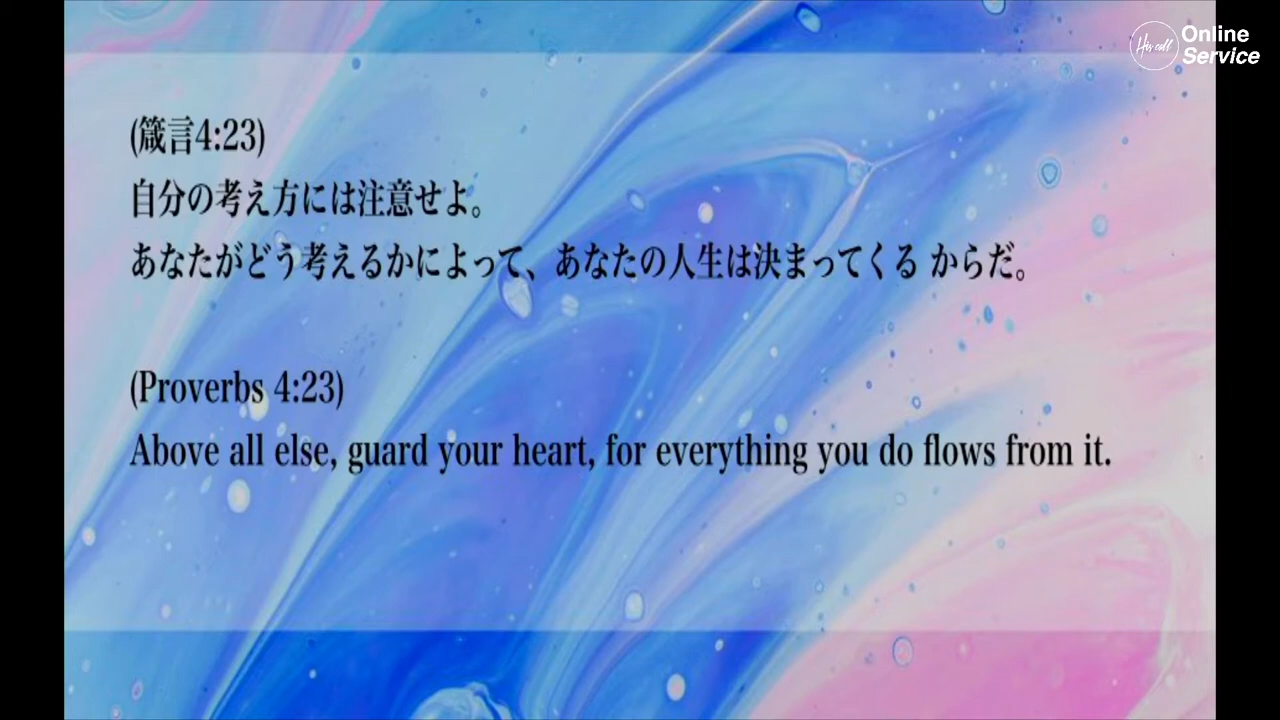 His call
Online
Service
(箴言4:23)
自分の考え方には注意せよ。
あなたがどう考えるかによって、あなたの人生は決まってくる からだ。
(Proverbs 4:23)
Above all else, guard your heart, for everything you do flows from it.